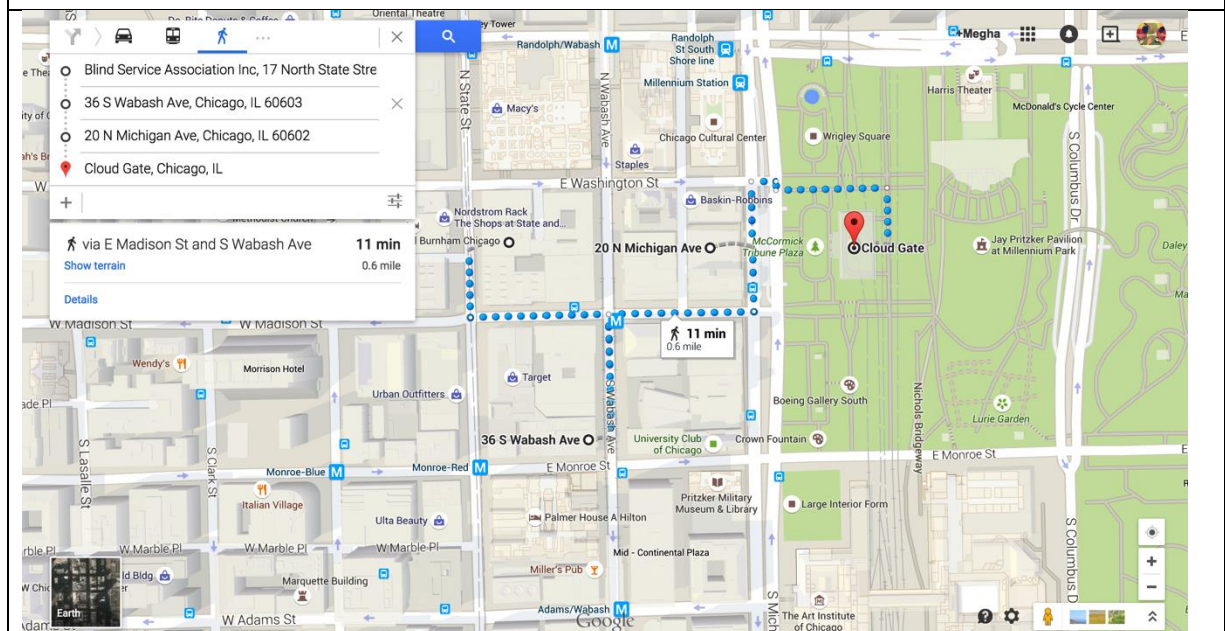 Oriental Theatre
+Megha
Blind Service Association Inc, 17 North State Stre
36 S Wabash Ave, Chicago, IL 60603
20 N Michigan Ave, Chicago, IL 60602
Cloud Gate, Chicago, IL
via E Madison St and S Wabash Ave
11 min
0.6 mile
Show terrain
Details
Randolph/Wabash
Randolph
St South
Shore line
Millennium Station
Harris Theater
McDonald's Cycle Center
N State St
N Wabash Ave
Macy's
Chicago Cultural Center
Wrigley Square
Staples
S Columbus Dr
E Washington St
Baskin-Robbins
Nordstrom Rack
The Shops at State and...
Burnham Chicago
20 N Michigan Ave
McCormick
Tribune Plaza
Cloud Gate
Jay Pritzker Pavilion
at Millennium Park
Daley
W Madison St
W Madison St
11 min
0.6 mile
Wendy's
Morrison Hotel
Urban Outfitters
Target
Boeing Gallery South
Lurie Garden
Nichols Bridgeway
S Wabash Ave
36 S Wabash Ave
University Club
of Chicago
Crown Fountain
E Monroe St
E Monroe St
S Lasalle St
S Clark St
Monroe-Blue
Monroe-Red
Italian Village
Pritzker Military
Museum & Library
Large Interior Form
Ulta Beauty
Palmer House A Hilton
W Marble Pl
W Marble Pl
Mid - Continental Plaza
Miller's Pub
Marquette Building
Earth
W Adams St
Adams/Wabash
Google
The Art Institute
of Chicago
S Columbus D